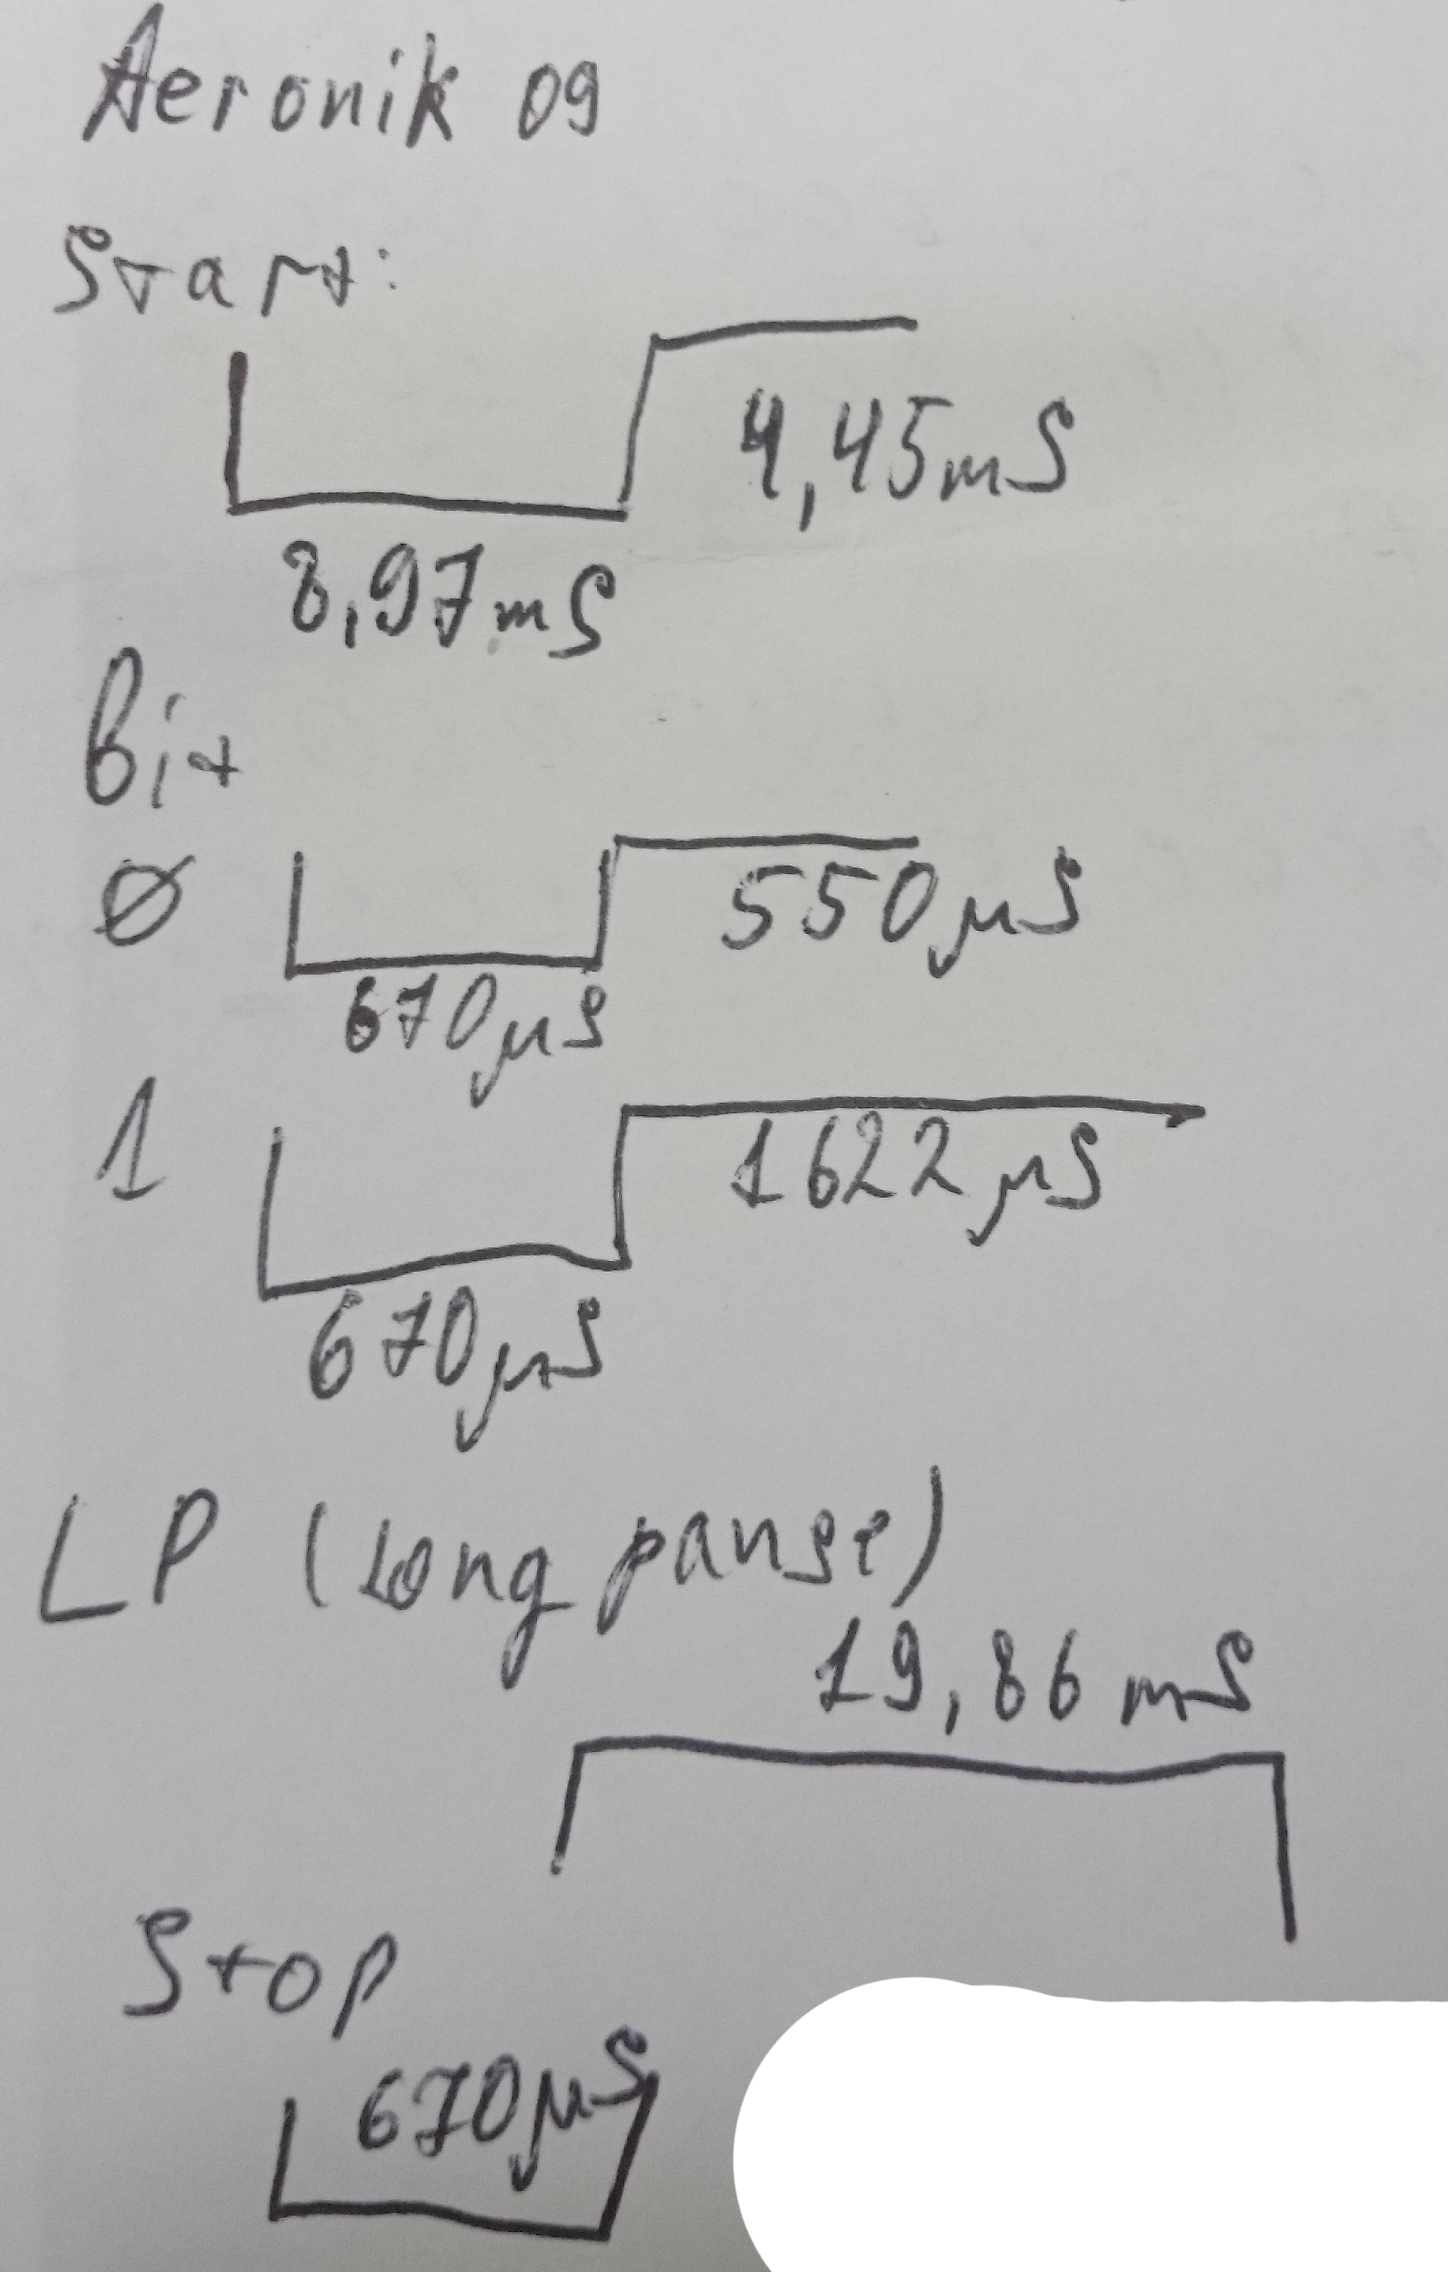 Aeronik 09
Start:
4,45mS
8,97mS
Bit
0
550µS
670µS
1
1622µS
670µS
LP (Long pause)
19,86 mS
Stop
670µS